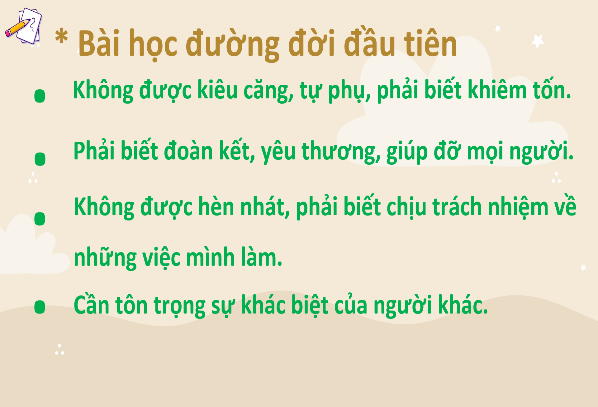 * Bài học đường đời đầu tiên
• Không được kiêu căng, tự phụ, phải biết khiêm tốn.
• Phải biết đoàn kết, yêu thương, giúp đỡ mọi người.
• Không được hèn nhát, phải biết chịu trách nhiệm về
những việc mình làm.
• Cần tôn trọng sự khác biệt của người khác.